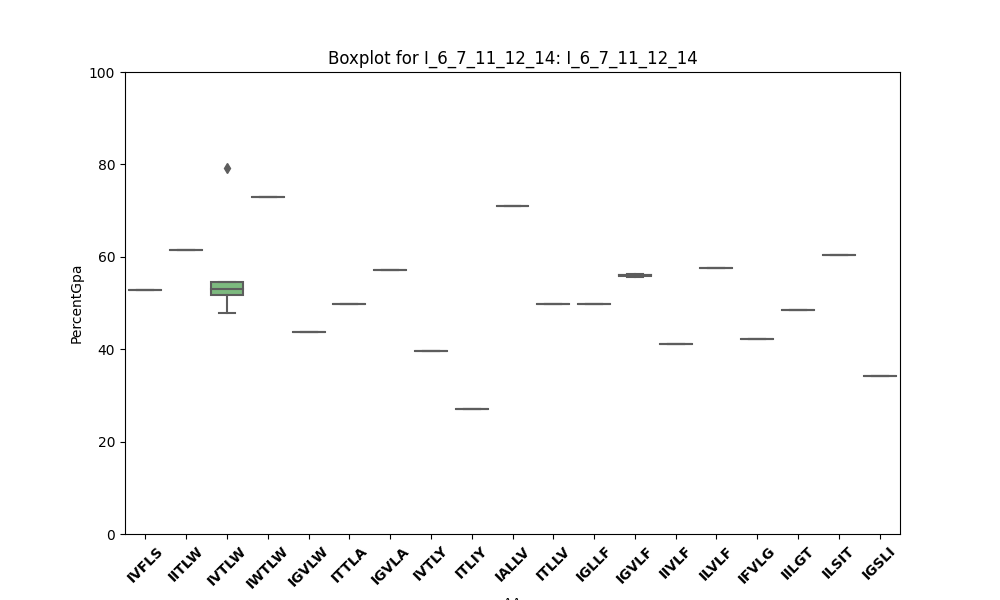 Boxplot for I_6_7_11_12_14: I_6_7_11_12_14
PercentGpa
100
80
60
40
20
0
IVFLS
IITLW
IVTLW
IWTLW
IGVLW
ITTLA
IGVLA
IVTLY
ITLIY
IALLV
ITLLV
IGLLF
IGVLF
IIVLF
ILVLF
IFVLG
IILGT
ILSIT
IGSLI